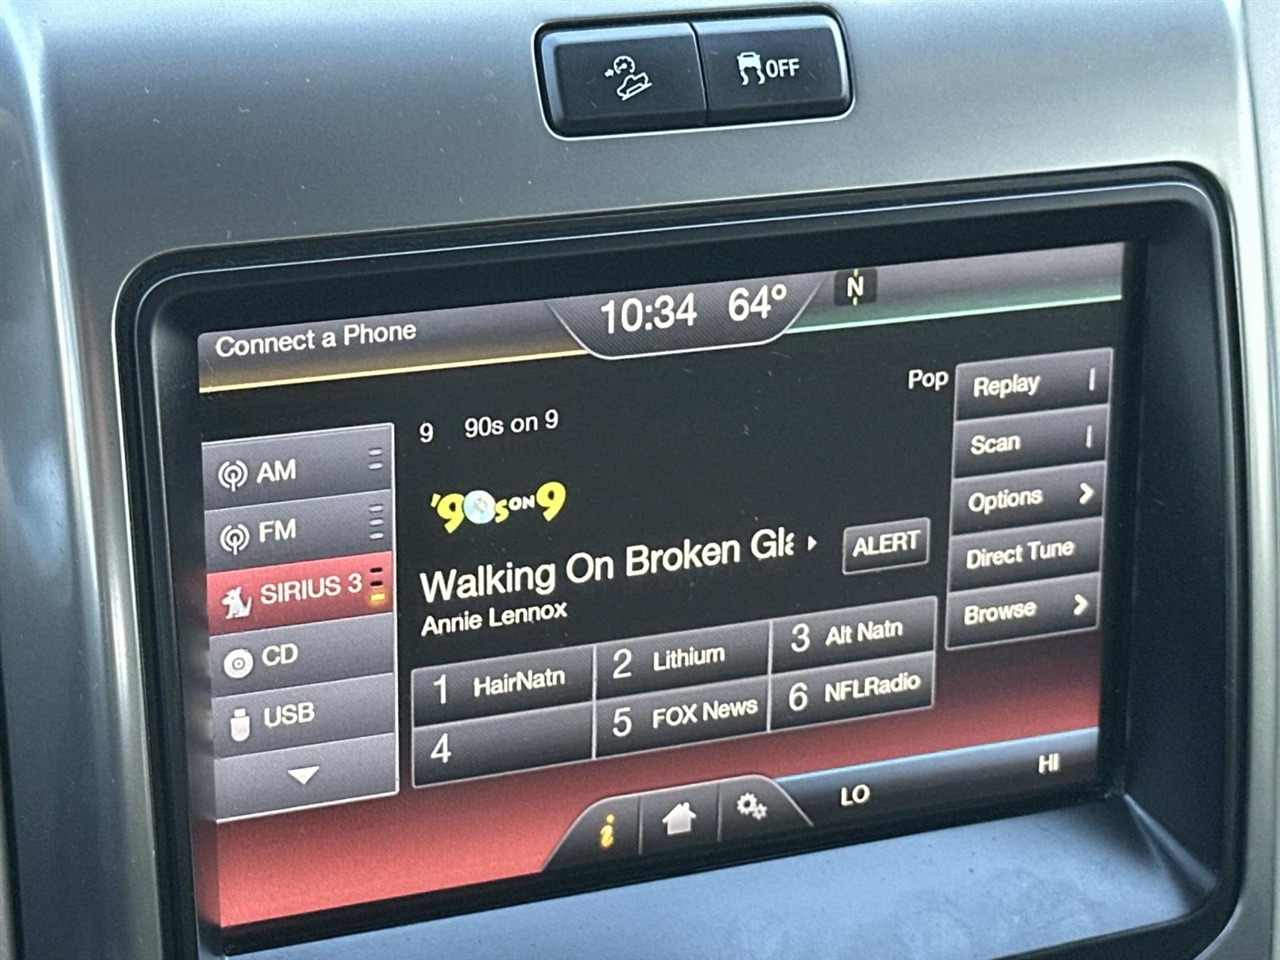 OFF
Connect a Phone
10:34 64°
N
AM
FM
SIRIUS 3
CD
USB
9 90s on 9
Pop
'90s ON 9
Walking On Broken Gla
ALERT
Annie Lennox
1 HairNatn
2 Lithium
3 Alt Natn
4
5 FOX News
6 NFLRadio
Replay
Scan
Options
Direct Tune
Browse
i
LO
HI